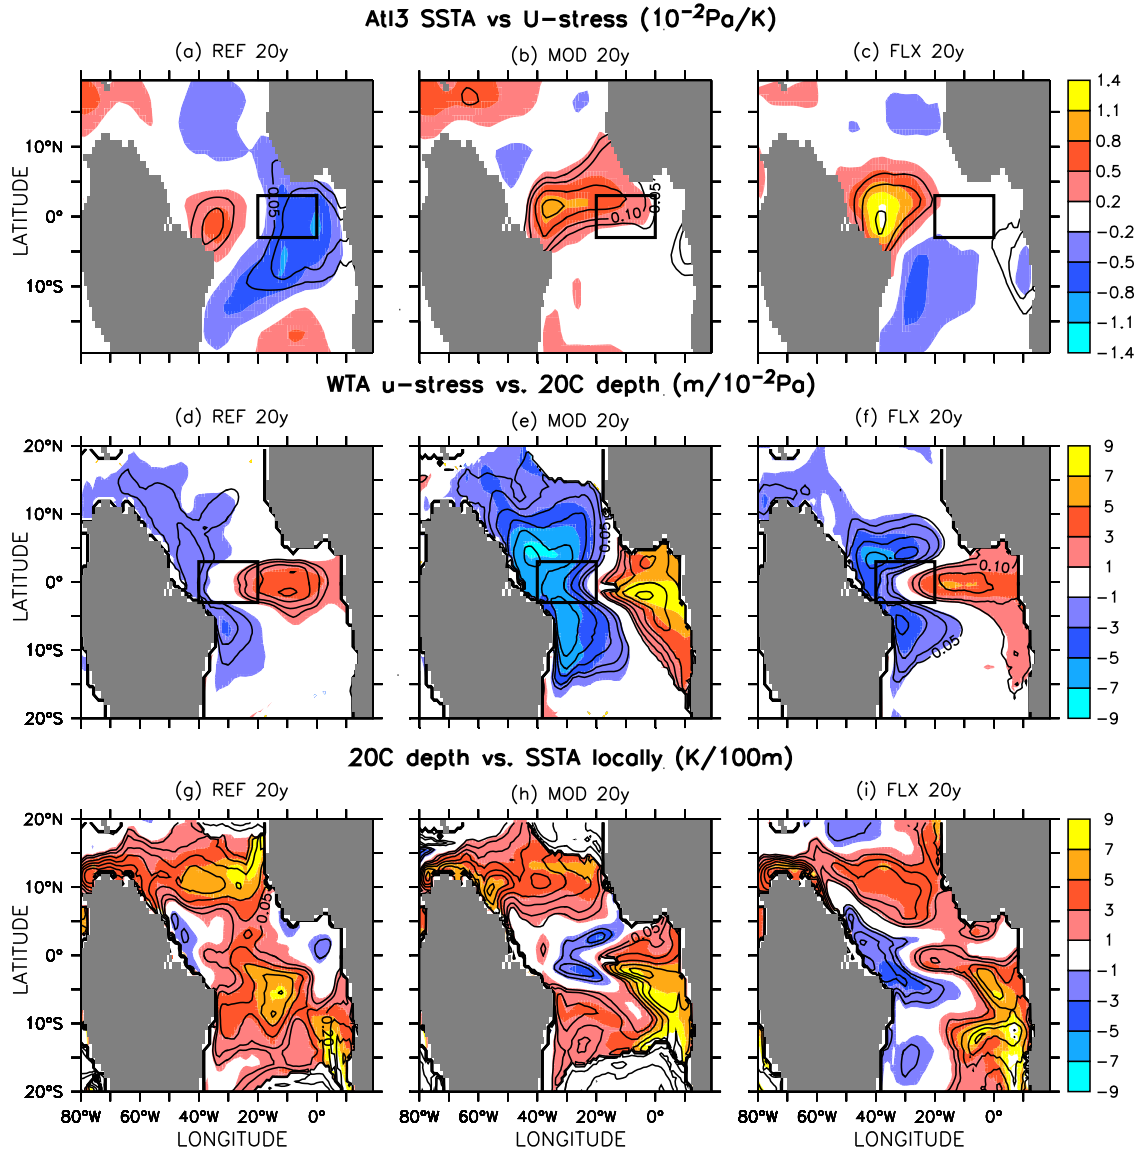 Atl3 SSTA vs U-stress (10⁻²Pa/K)
(a) REF 20y (b) MOD 20y (c) FLX 20y
LATITUDE
10°N
0°
10°S
0.05
0.10
0.05
1.4
1.1
0.8
0.5
0.2
-0.2
-0.5
-0.8
-1.1
-1.4
WTA u-stress vs. 20C depth (m/10⁻²Pa)
(d) REF 20y (e) MOD 20y (f) FLX 20y
LATITUDE
20°N
10°N
0°
10°S
20°S
0.05
0.10
0.05
9
7
5
3
1
-1
-3
-5
-7
-9
20C depth vs. SSTA locally (K/100m)
(g) REF 20y (h) MOD 20y (i) FLX 20y
LATITUDE
20°N
10°N
0°
10°S
20°S
0.05
0.20
0.05
9
7
5
3
1
-1
-3
-5
-7
-9
80°W 60°W 40°W 20°W 0° 80°W 60°W 40°W 20°W 0° 80°W 60°W 40°W 20°W 0°
LONGITUDE LONGITUDE LONGITUDE